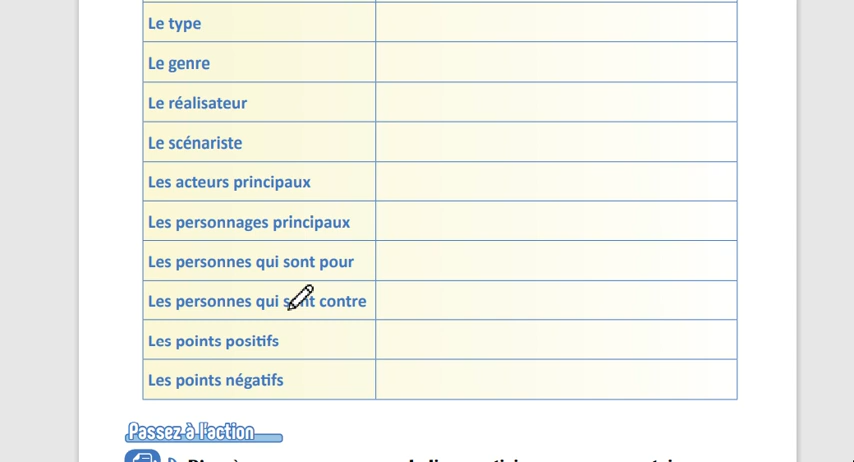 Le type
Le genre
Le réalisateur
Le scénariste
Les acteurs principaux
Les personnages principaux
Les personnes qui sont pour
Les personnes qui sont contre
Les points positifs
Les points négatifs
Passez à l'action